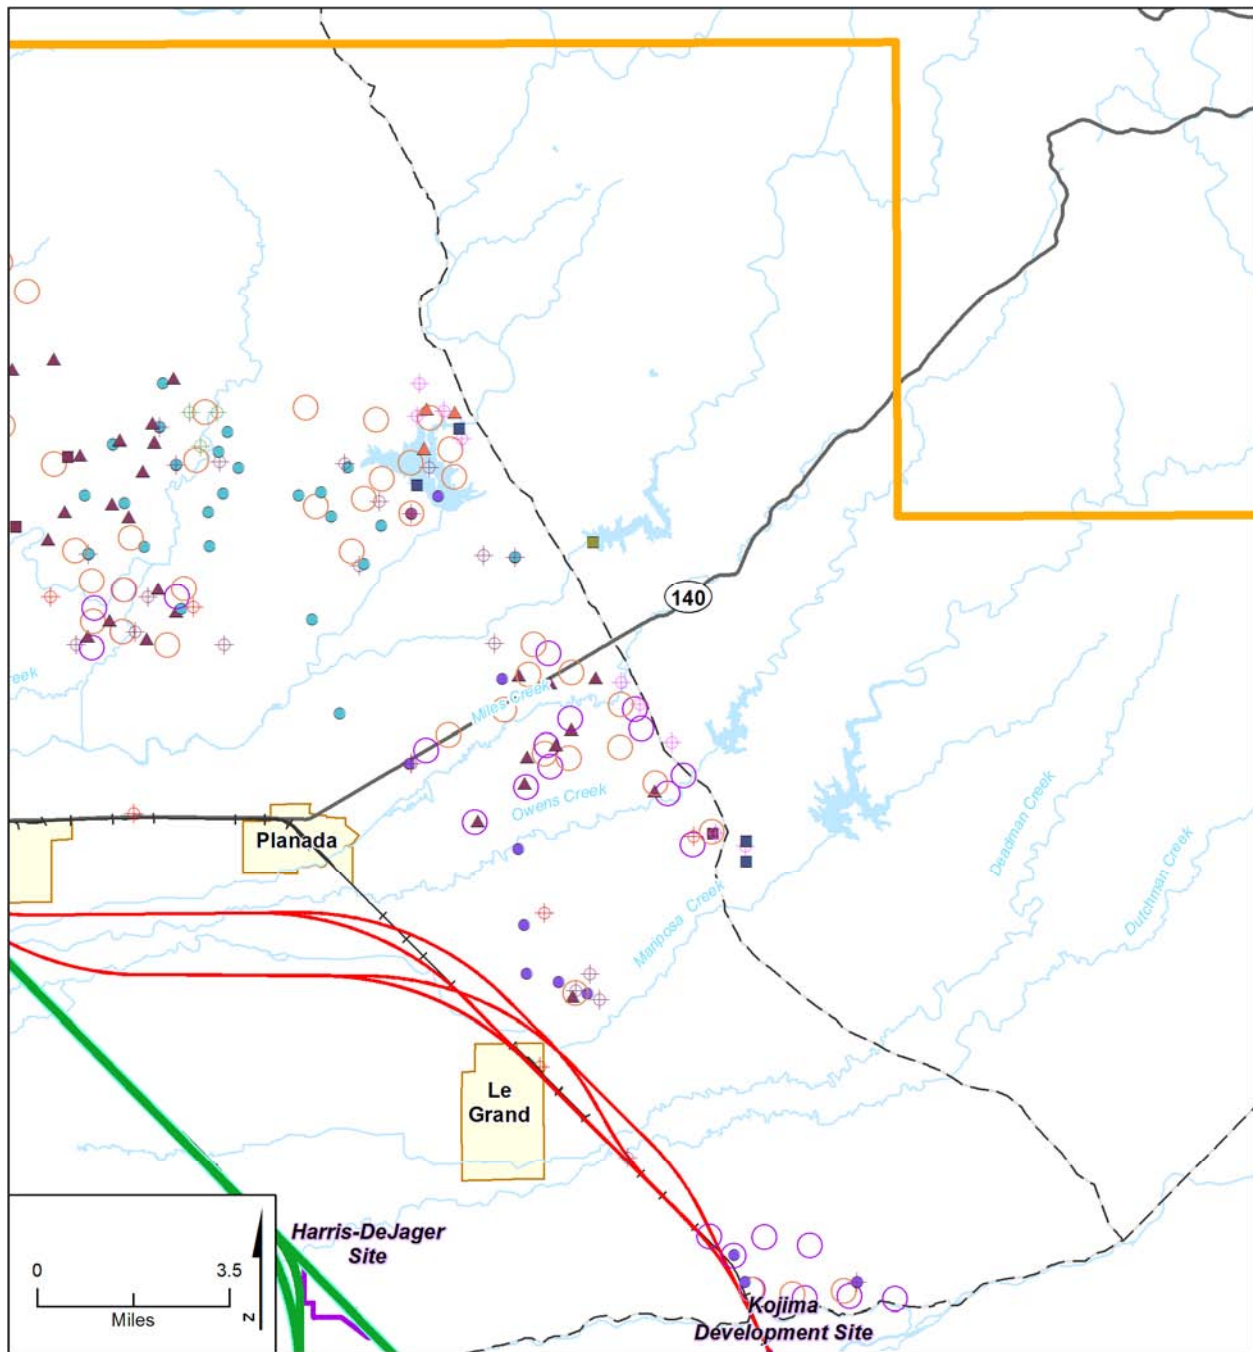 140
Miles Creek
eek
Owens Creek
Planada
Deadman Creek
Dutchman Creek
Mariposa Creek
Le
Grand
Harris-DeJager
Site
0 3.5
Miles
N
Kojima
Development Site